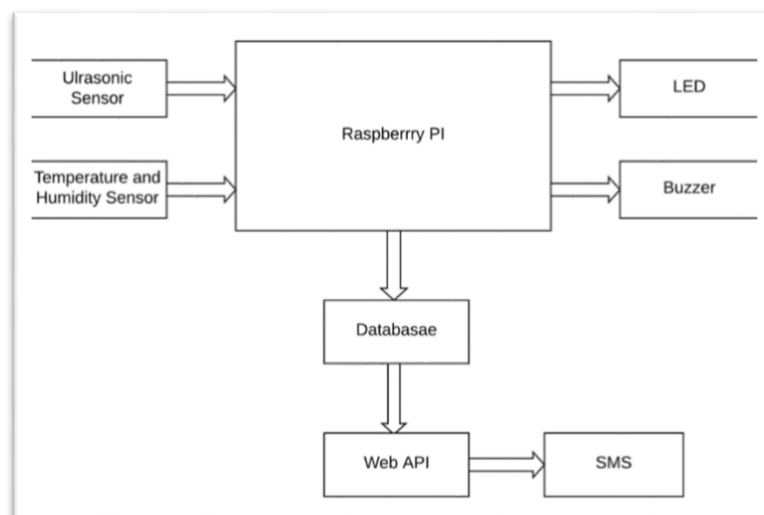 Ulrasonic
Sensor
Raspberrry PI
LED
Temperature and
Humidity Sensor
Buzzer
Databasae
Web API
SMS